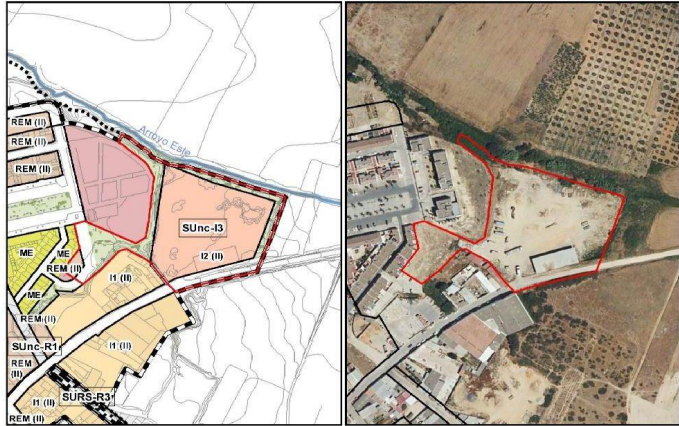 REM (II)
REM (II)
REM (II)
Arroyo Este
SUnc-I3
I2 (II)
ME
ME
REM (II)
ME
I1 (II)
REM (II)
SUnc-R1
REM
(II)
I1 (II)
SURS-R3
I1 (II)
REM (II)